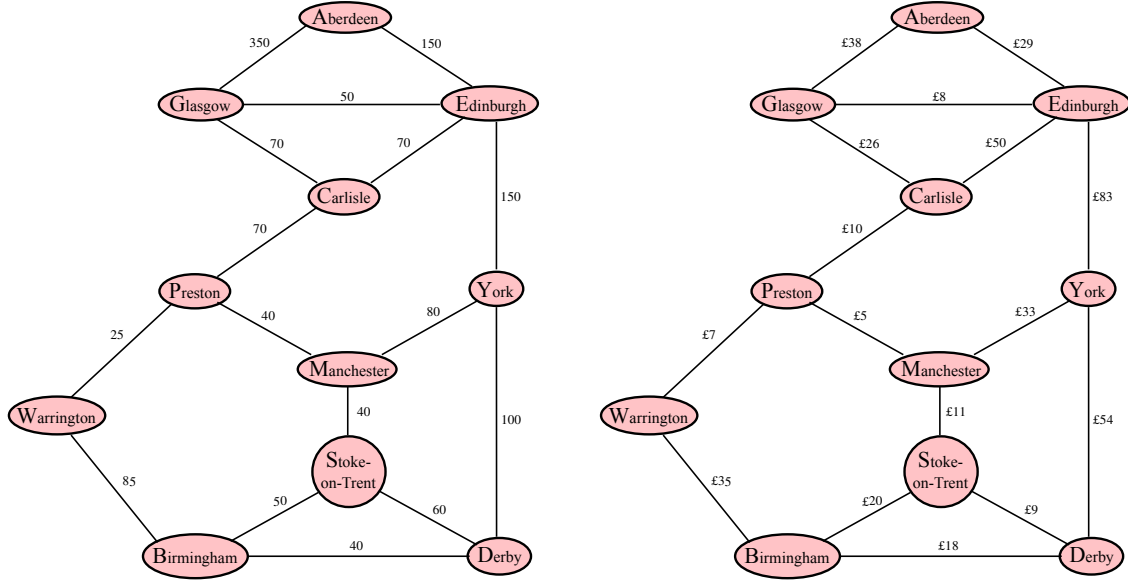 Aberdeen
350
150
Glasgow
50
Edinburgh
70
70
Carlisle
150
70
Preston
York
25
40
80
Manchester
Warrington
40
100
Stoke-
on-Trent
85
50
60
Birmingham
40
Derby
Aberdeen
£38
£29
Glasgow
£8
Edinburgh
£26
£50
Carlisle
£83
£10
Preston
York
£7
£5
£33
Manchester
Warrington
£11
£54
Stoke-
on-Trent
£35
£20
£9
Birmingham
£18
Derby